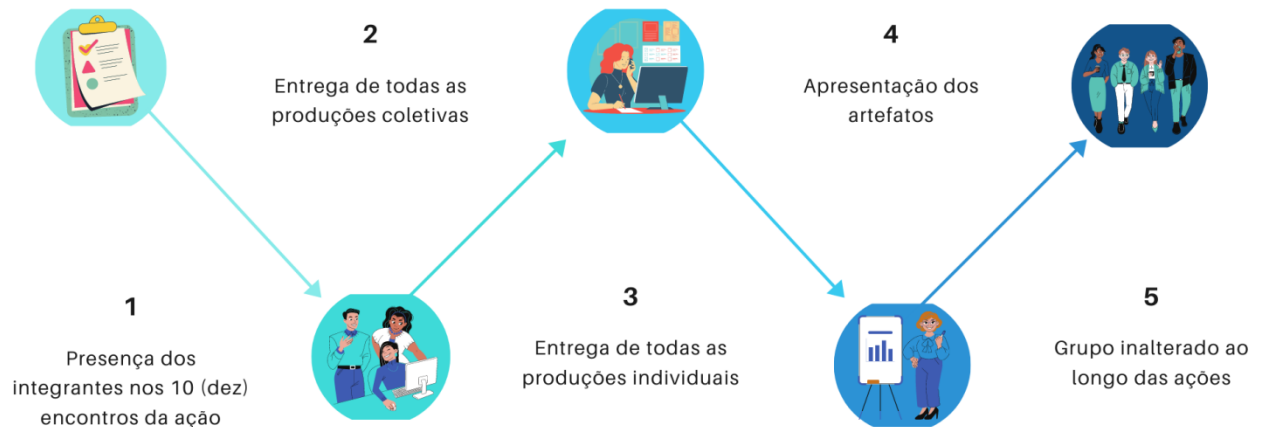 1
Presença dos
integrantes nos 10 (dez)
encontros da ação
2
Entrega de todas as
produções coletivas
3
Entrega de todas as
produções individuais
4
Apresentação dos
artefatos
5
Grupo inalterado ao
longo das ações